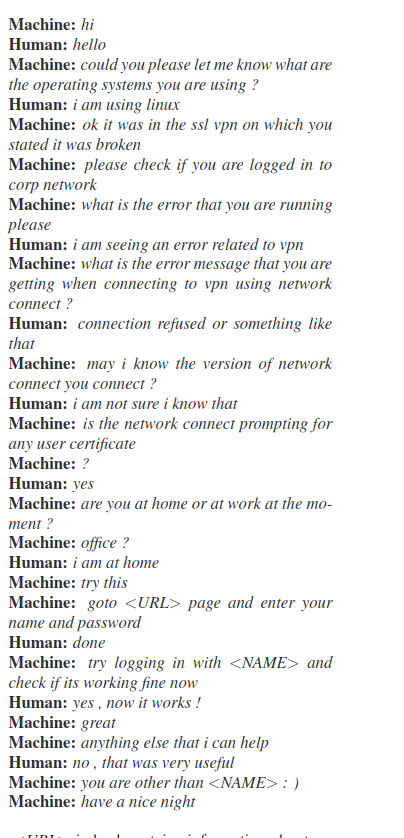 Machine: hi
Human: hello
Machine: could you please let me know what are
the operating systems you are using ?
Human: i am using linux
Machine: ok it was in the ssl vpn on which you
stated it was broken
Machine: please check if you are logged in to
corp network
Machine: what is the error that you are running
please
Human: i am seeing an error related to vpn
Machine: what is the error message that you are
getting when connecting to vpn using network
connect ?
Human: connection refused or something like
that
Machine: may i know the version of network
connect you connect ?
Human: i am not sure i know that
Machine: is the network connect prompting for
any user certificate
Machine: ?
Human: yes
Machine: are you at home or at work at the mo-
ment ?
Machine: office ?
Human: i am at home
Machine: try this
Machine: goto <URL> page and enter your
name and password
Human: done
Machine: try logging in with <NAME> and
check if its working fine now
Human: yes , now it works !
Machine: great
Machine: anything else that i can help
Human: no , that was very useful
Machine: you are other than <NAME> : )
Machine: have a nice night